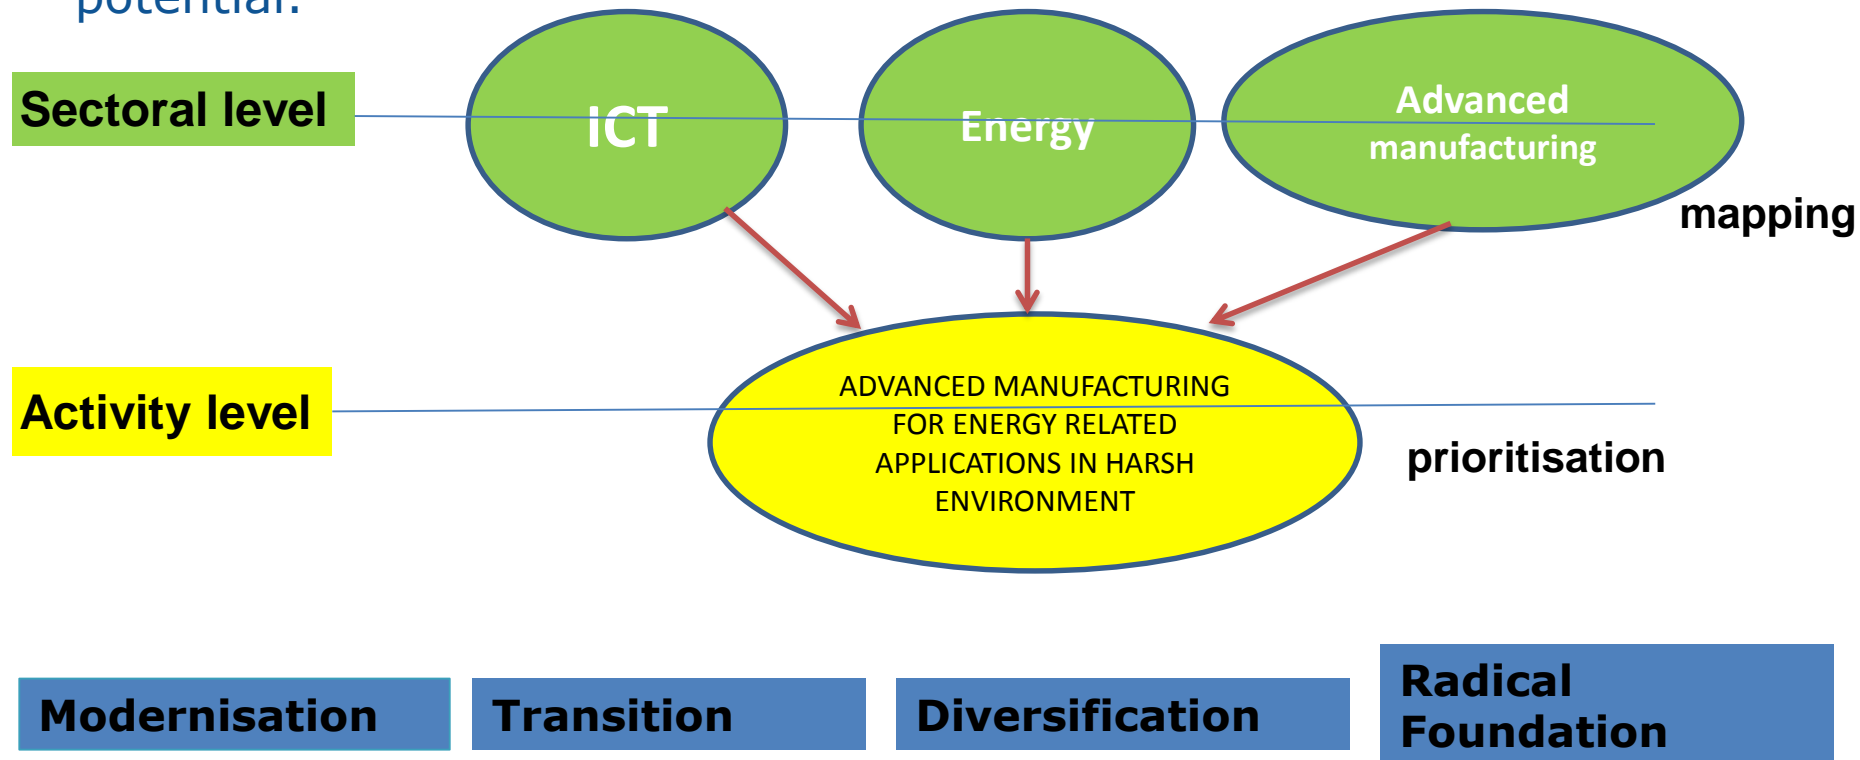 potential.
Sectoral level
ICT
Energy
Advanced
manufacturing
mapping
Activity level
ADVANCED MANUFACTURING
FOR ENERGY RELATED
APPLICATIONS IN HARSH
ENVIRONMENT
prioritisation
Modernisation
Transition
Diversification
Radical
Foundation